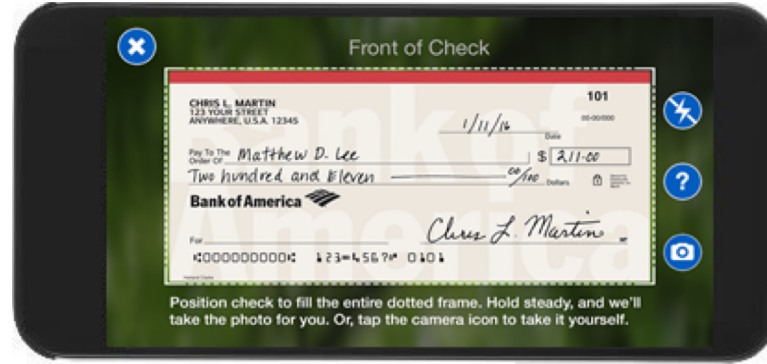 Front of Check
CHRIS L. MARTIN
123 YOUR STREET
ANYWHERE, U.S.A. 12345
101
00-00/000
1/11/16
Date
Pay To The
Order Of Matthew D. Lee $ 211.00
Two hundred and Eleven 00/100 Dollars
Bank of America
Chris L. Martin
For
⑆000000000⑆ 123⑉4567⑈ 0101
Position check to fill the entire dotted frame. Hold steady, and we'll
take the photo for you. Or, tap the camera icon to take it yourself.